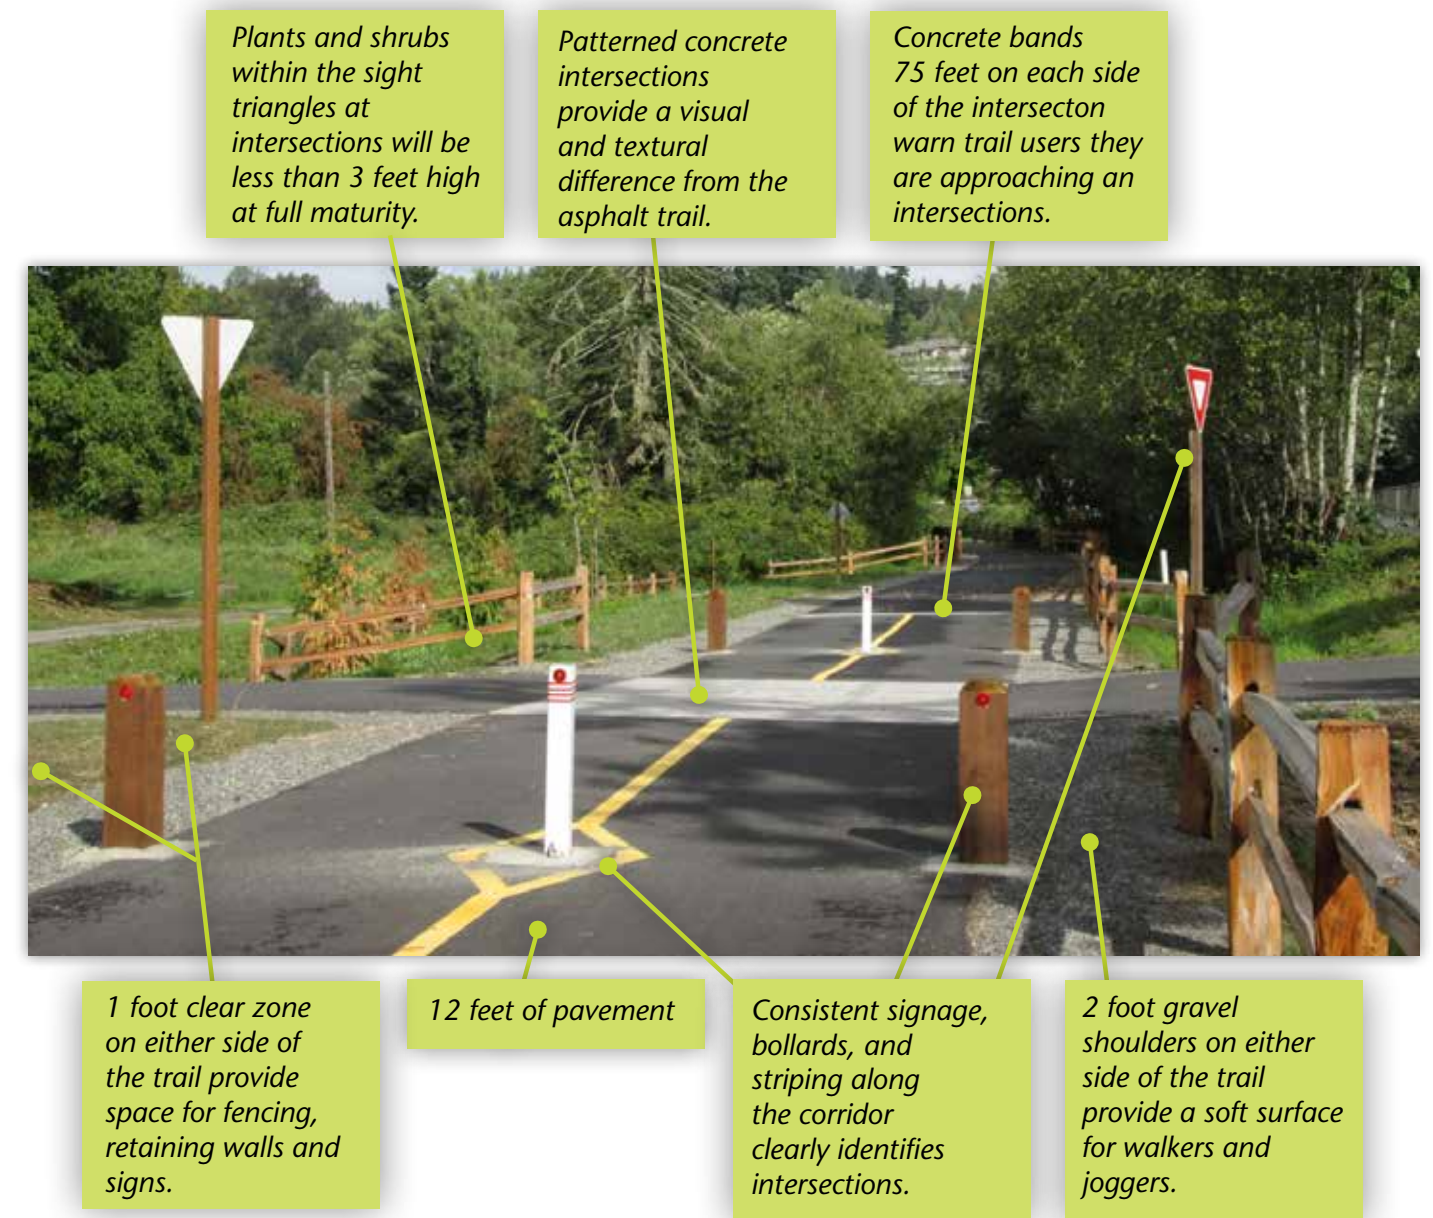 Plants and shrubs
within the sight
triangles at
intersections will be
less than 3 feet high
at full maturity.
Patterned concrete
intersections
provide a visual
and textural
difference from the
asphalt trail.
Concrete bands
75 feet on each side
of the intersecton
warn trail users they
are approaching an
intersections.
1 foot clear zone
on either side of
the trail provide
space for fencing,
retaining walls and
signs.
12 feet of pavement
Consistent signage,
bollards, and
striping along
the corridor
clearly identifies
intersections.
2 foot gravel
shoulders on either
side of the trail
provide a soft surface
for walkers and
joggers.